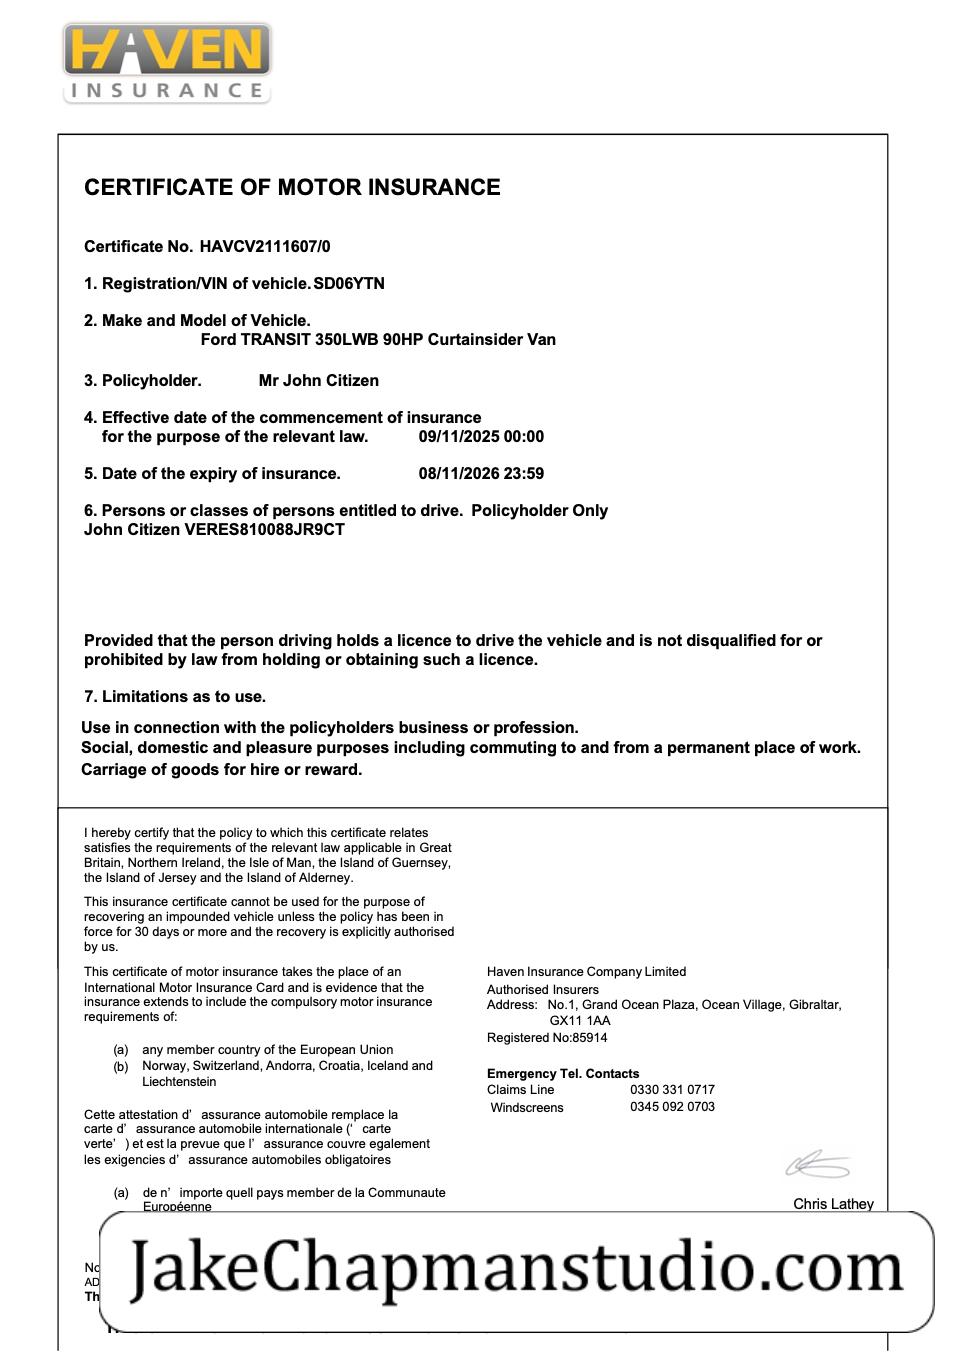 HAVEN
INSURANCE
CERTIFICATE OF MOTOR INSURANCE
Certificate No. HAVCV2111607/0
1. Registration/VIN of vehicle. SD06YTN
2. Make and Model of Vehicle.
Ford TRANSIT 350LWB 90HP Curtainsider Van
3. Policyholder. Mr John Citizen
4. Effective date of the commencement of insurance
for the purpose of the relevant law. 09/11/2025 00:00
5. Date of the expiry of insurance. 08/11/2026 23:59
6. Persons or classes of persons entitled to drive. Policyholder Only
John Citizen VERES810088JR9CT
Provided that the person driving holds a licence to drive the vehicle and is not disqualified for or
prohibited by law from holding or obtaining such a licence.
7. Limitations as to use.
Use in connection with the policyholders business or profession.
Social, domestic and pleasure purposes including commuting to and from a permanent place of work.
Carriage of goods for hire or reward.
I hereby certify that the policy to which this certificate relates
satisfies the requirements of the relevant law applicable in Great
Britain, Northern Ireland, the Isle of Man, the Island of Guernsey,
the Island of Jersey and the Island of Alderney.
This insurance certificate cannot be used for the purpose of
recovering an impounded vehicle unless the policy has been in
force for 30 days or more and the recovery is explicitly authorised
by us.
This certificate of motor insurance takes the place of an
International Motor Insurance Card and is evidence that the
insurance extends to include the compulsory motor insurance
requirements of:
(a) any member country of the European Union
(b) Norway, Switzerland, Andorra, Croatia, Iceland and
Liechtenstein
Cette attestation d’ assurance automobile remplace la
carte d’ assurance automobile internationale (‘ carte
verte’ ) et est la prevue que l’ assurance couvre egalement
les exigencies d’ assurance automobiles obligatoires
(a) de n’ importe quell pays member de la Communaute
Européenne
Haven Insurance Company Limited
Authorised Insurers
Address: No.1, Grand Ocean Plaza, Ocean Village, Gibraltar,
GX11 1AA
Registered No:85914
Emergency Tel. Contacts
Claims Line 0330 331 0717
Windscreens 0345 092 0703
Chris Lathey
JakeChapmanstudio.com